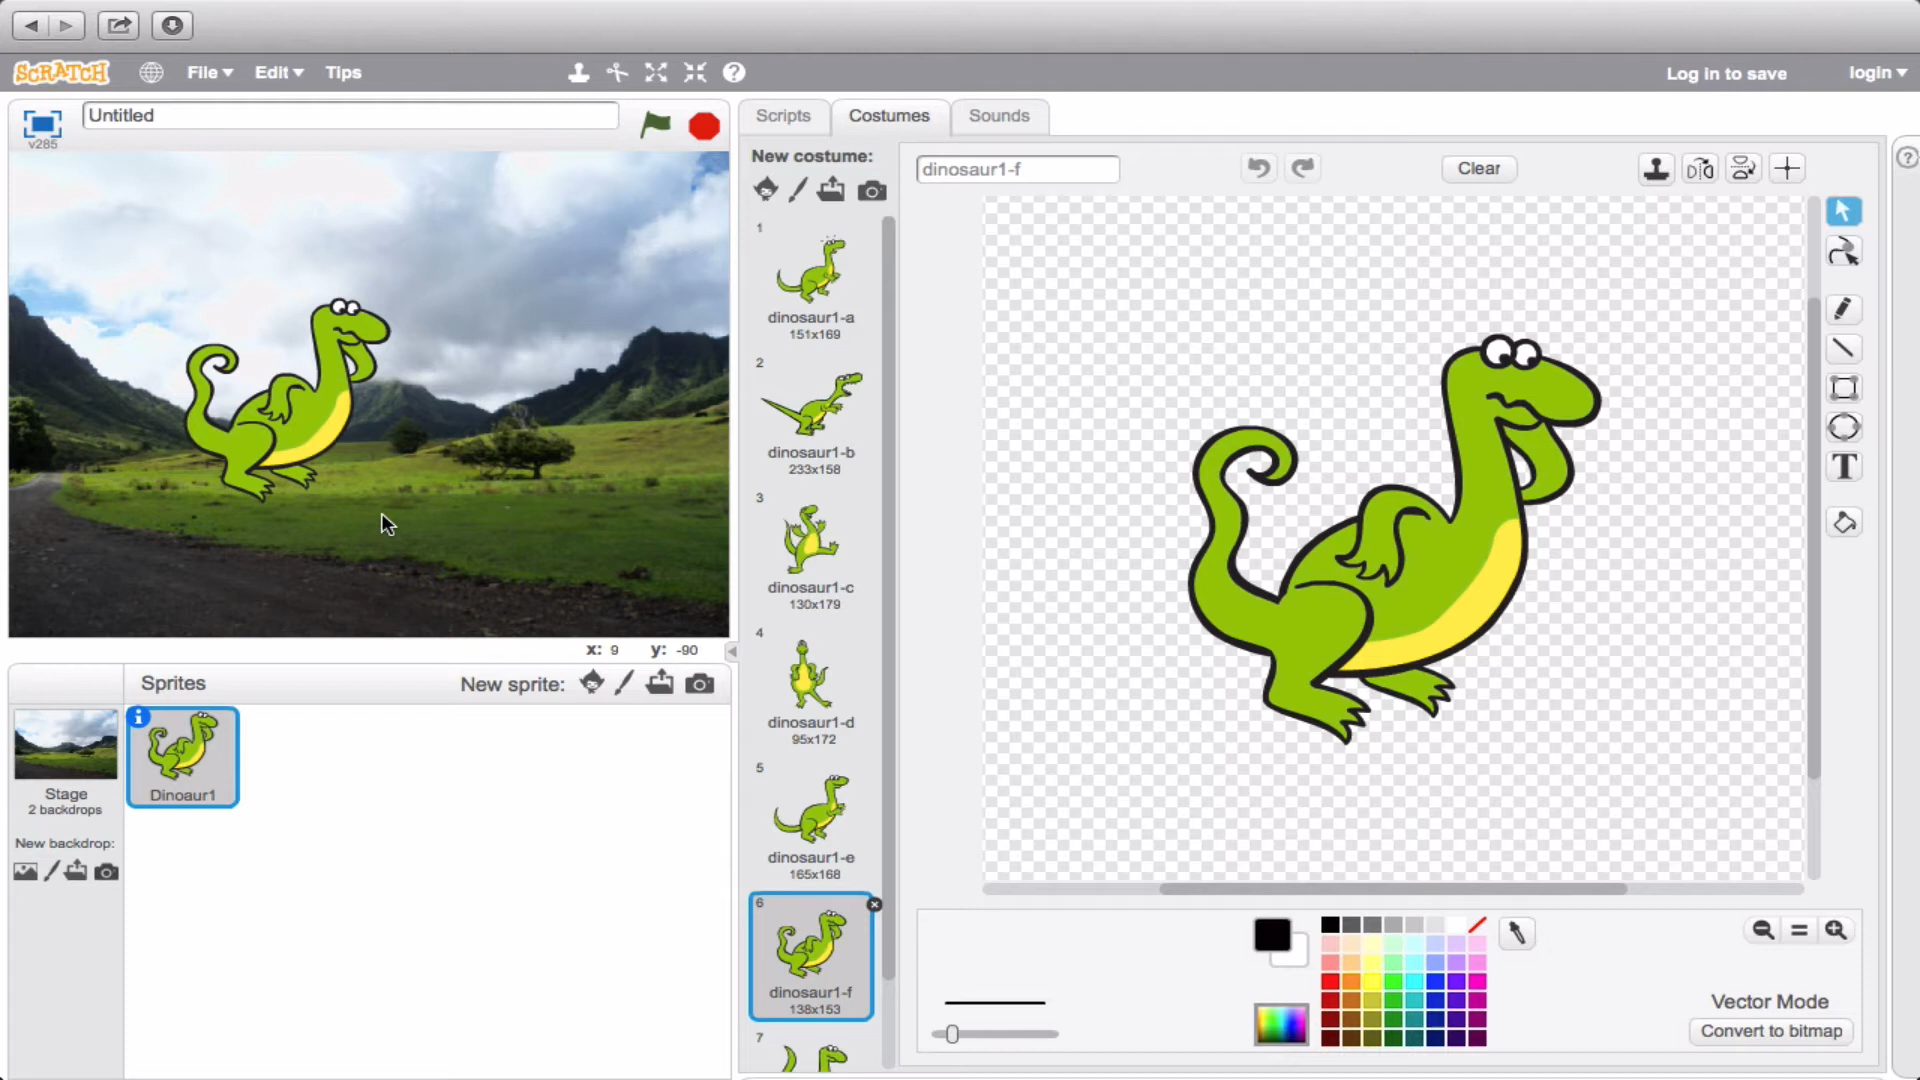 SCRATCH
File
Edit
Tips
Log in to save
login
v285
Untitled
x: 9 y: -90
Sprites
New sprite:
Stage
2 backdrops
New backdrop:
Dinoaur1
Scripts
Costumes
Sounds
New costume:
1
dinosaur1-a
151x169
2
dinosaur1-b
233x158
3
dinosaur1-c
130x179
4
dinosaur1-d
95x172
5
dinosaur1-e
165x168
6
dinosaur1-f
138x153
7
dinosaur1-f
Clear
T
Vector Mode
Convert to bitmap